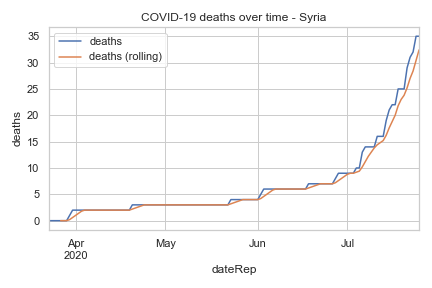 COVID-19 deaths over time - Syria
deaths
deaths (rolling)
35
30
25
20
15
10
5
0
deaths
Apr
2020
May
Jun
Jul
dateRep